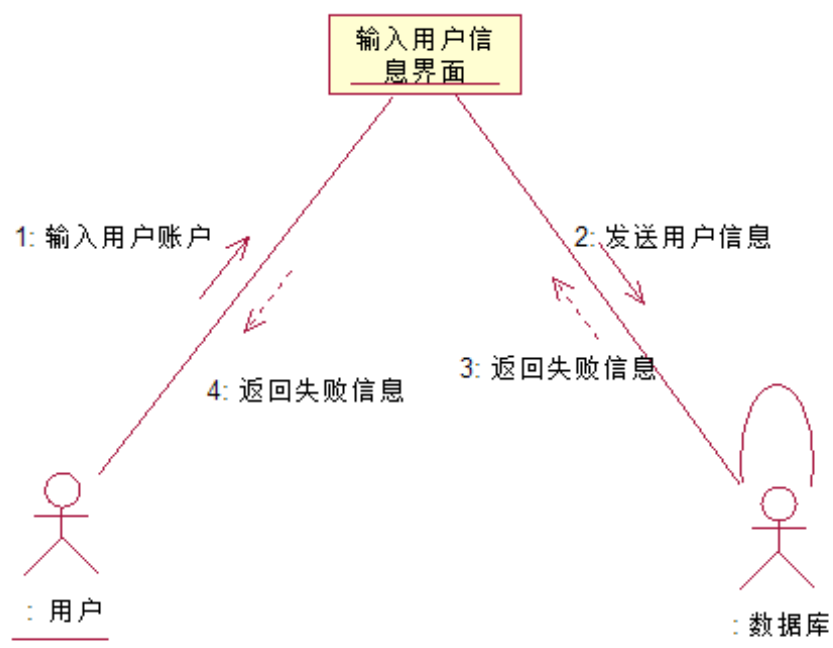 输入用户信
息界面
1: 输入用户账户
2: 发送用户信息
3: 返回失败信息
4: 返回失败信息
: 用户
: 数据库